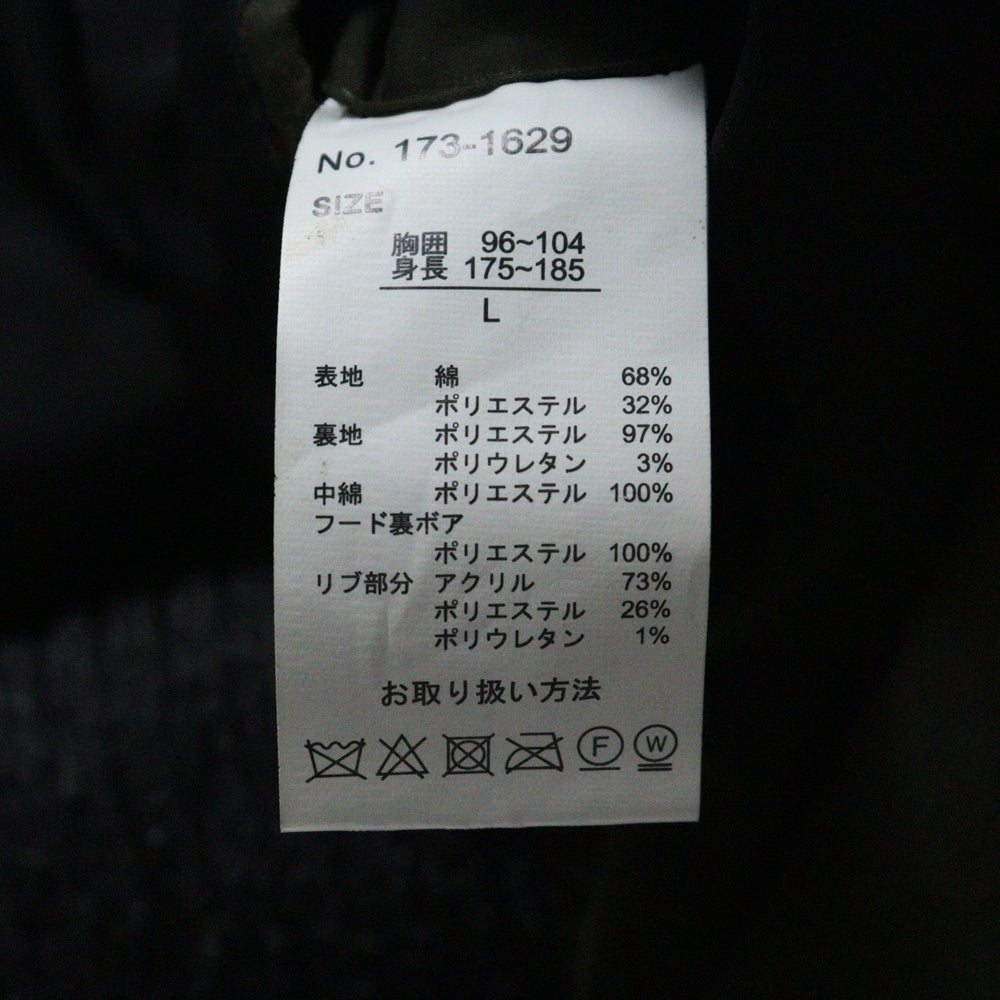 No. 173-1629
SIZE
胸囲 96~104
身長 175~185
L
表地 綿 68%
ポリエステル 32%
裏地 ポリエステル 97%
ポリウレタン 3%
中綿 ポリエステル 100%
フード裏ボア
ポリエステル 100%
リブ部分 アクリル 73%
ポリエステル 26%
ポリウレタン 1%
お取り扱い方法
F W